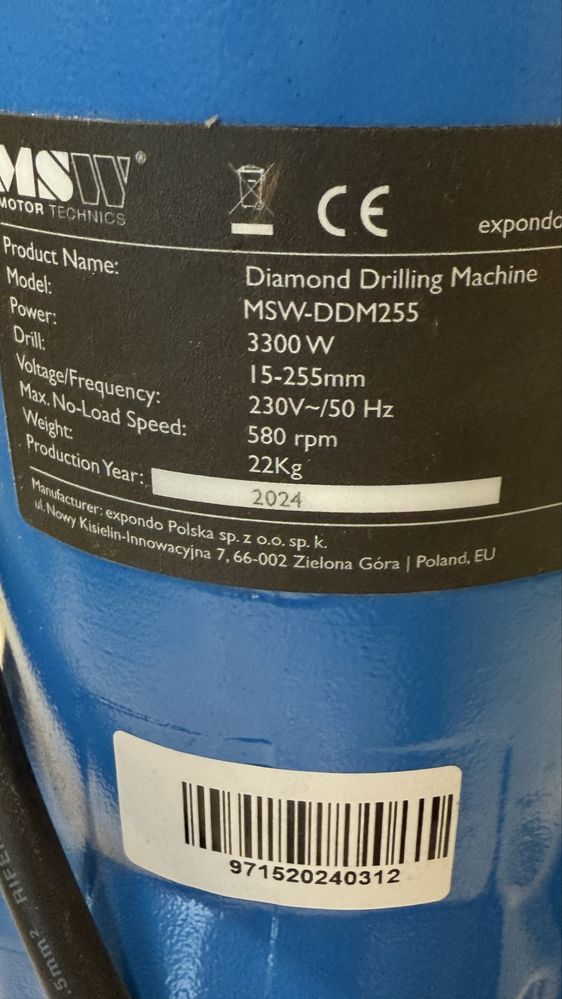 MSW®
MOTOR TECHNICS
CE
expondo
Product Name: Diamond Drilling Machine
Model: MSW-DDM255
Power: 3300 W
Drill: 15-255mm
Voltage/Frequency: 230V~/50 Hz
Max. No-Load Speed: 580 rpm
Weight: 22Kg
Production Year: 2024
Manufacturer: expondo Polska sp. z o.o. sp. k.
ul. Nowy Kisielin-Innowacyjna 7, 66-002 Zielona Góra | Poland, EU
971520240312
.5mm²